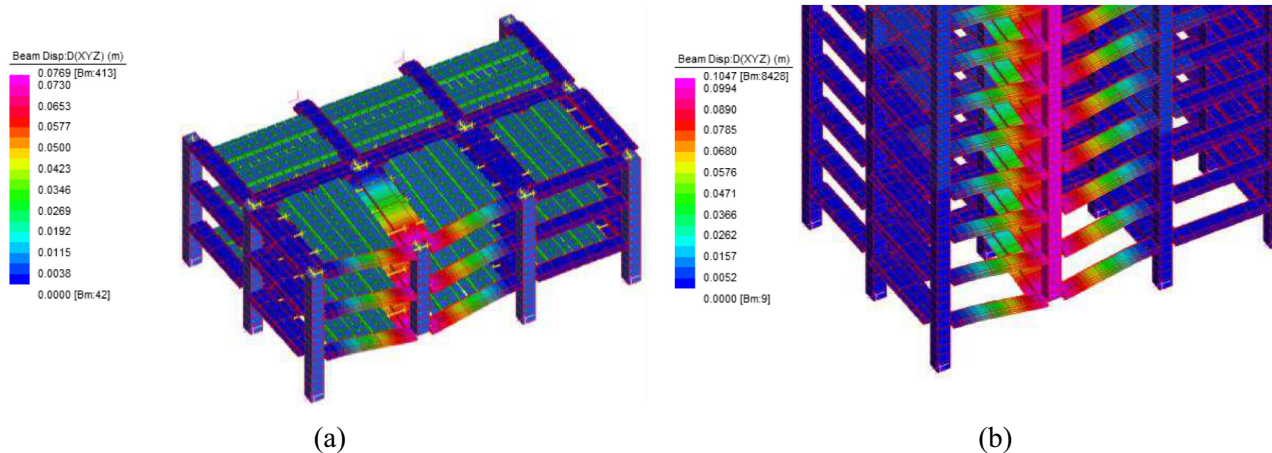 Beam Disp:D(XYZ) (m)
0.0769 [Bm:413]
0.0730
0.0653
0.0577
0.0500
0.0423
0.0346
0.0269
0.0192
0.0115
0.0038
0.0000 [Bm:42]
(a)
Beam Disp:D(XYZ) (m)
0.1047 [Bm:8428]
0.0994
0.0890
0.0785
0.0680
0.0576
0.0471
0.0366
0.0262
0.0157
0.0052
0.0000 [Bm:9]
(b)